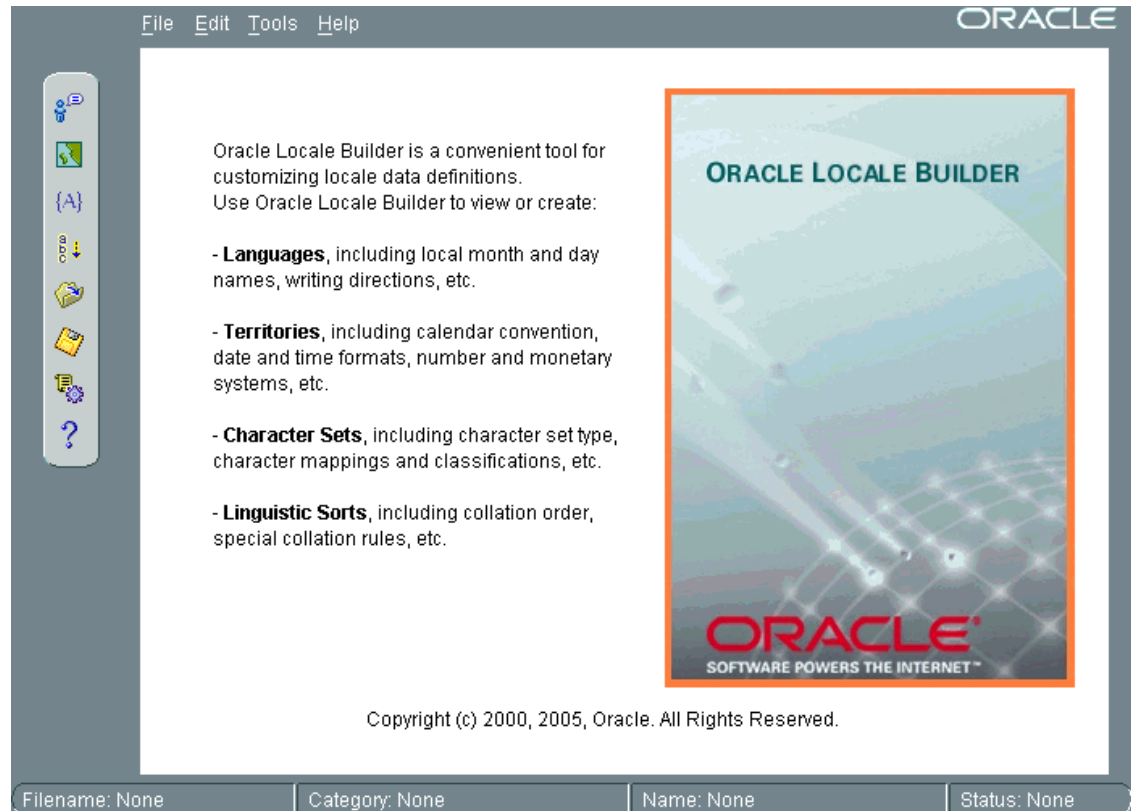 File Edit Tools Help
ORACLE
{A}
a
b
c
?
Oracle Locale Builder is a convenient tool for
customizing locale data definitions.
Use Oracle Locale Builder to view or create:
- Languages, including local month and day
names, writing directions, etc.
- Territories, including calendar convention,
date and time formats, number and monetary
systems, etc.
- Character Sets, including character set type,
character mappings and classifications, etc.
- Linguistic Sorts, including collation order,
special collation rules, etc.
ORACLE LOCALE BUILDER
ORACLE®
SOFTWARE POWERS THE INTERNET™
Copyright (c) 2000, 2005, Oracle. All Rights Reserved.
Filename: None Category: None Name: None Status: None